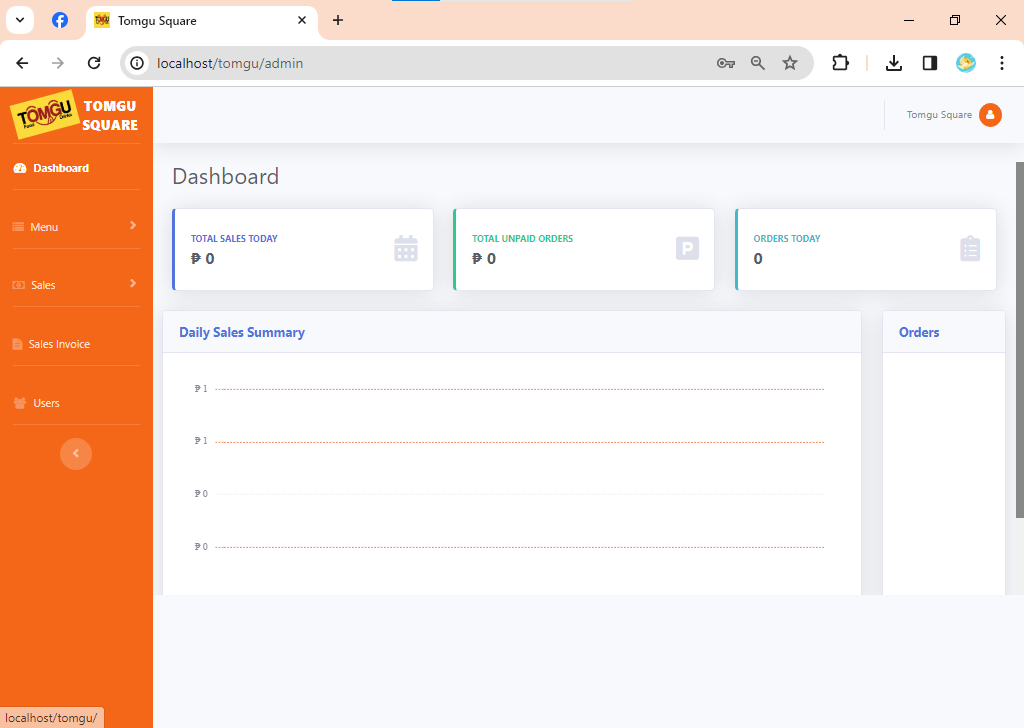 Tomgu Square
localhost/tomgu/admin
TOMGU
Food Drinks
TOMGU
SQUARE
Tomgu Square
Dashboard
Menu
Sales
Sales Invoice
Users
Dashboard
TOTAL SALES TODAY
₱ 0
TOTAL UNPAID ORDERS
₱ 0
P
ORDERS TODAY
0
Daily Sales Summary
₱ 1
₱ 1
₱ 0
₱ 0
Orders
localhost/tomgu/